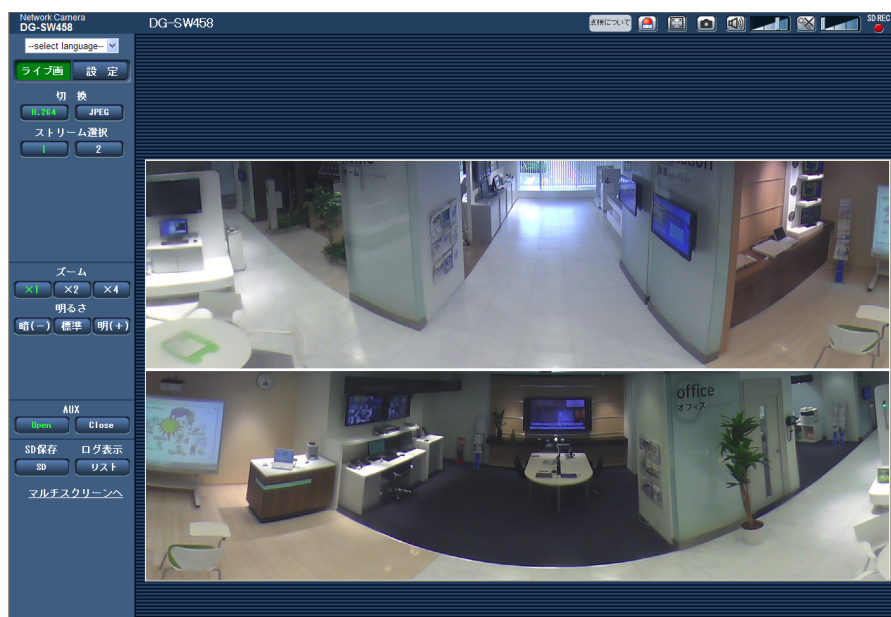 Network Camera
DG-SW458
DG-SW458
点検について
SD REC
--select language--
ライブ画
設 定
切 換
H.264
JPEG
ストリーム選択
1
2
ズーム
×1
×2
×4
明るさ
暗(-)
標準
明(+)
AUX
Open
Close
SD保存
ログ表示
SD
リスト
マルチスクリーンへ
ホーム
office
オフィス